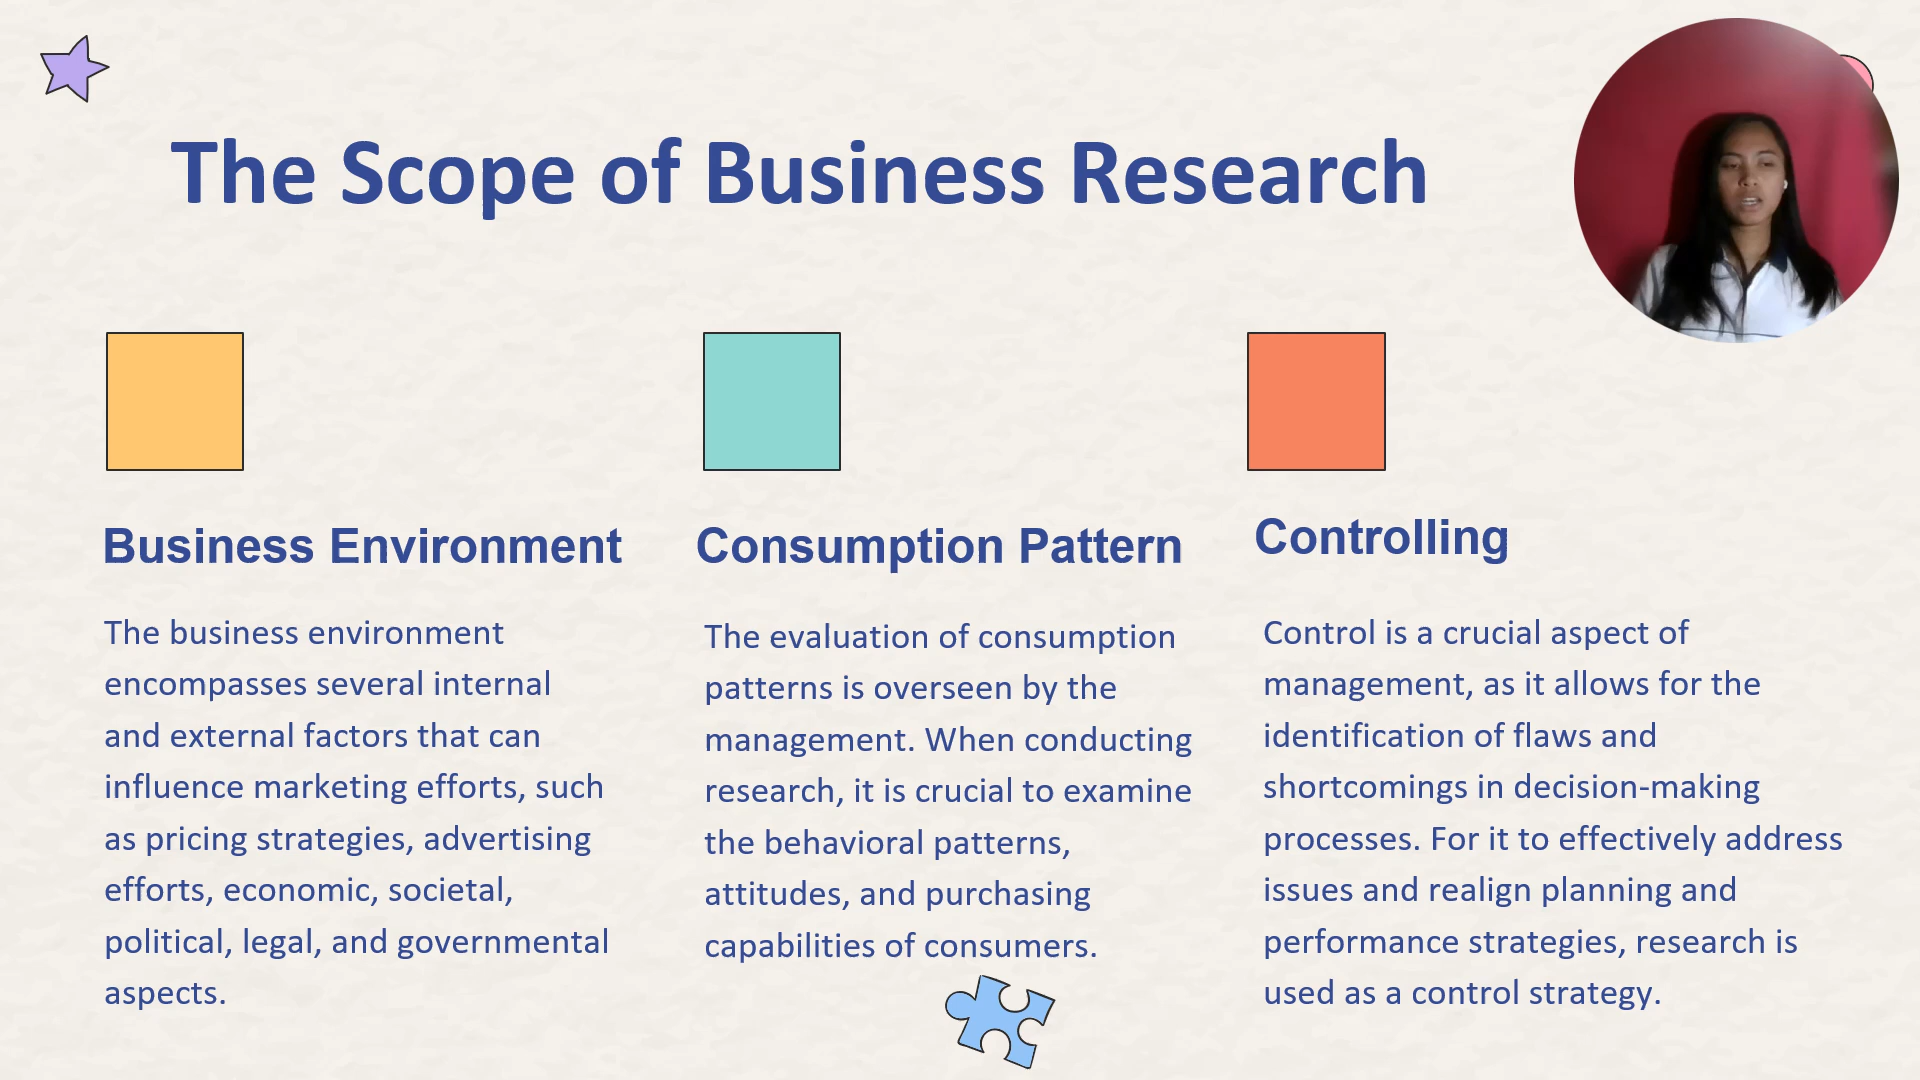 The Scope of Business Research
Business Environment
The business environment
encompasses several internal
and external factors that can
influence marketing efforts, such
as pricing strategies, advertising
efforts, economic, societal,
political, legal, and governmental
aspects.
Consumption Pattern
The evaluation of consumption
patterns is overseen by the
management. When conducting
research, it is crucial to examine
the behavioral patterns,
attitudes, and purchasing
capabilities of consumers.
Controlling
Control is a crucial aspect of
management, as it allows for the
identification of flaws and
shortcomings in decision-making
processes. For it to effectively address
issues and realign planning and
performance strategies, research is
used as a control strategy.